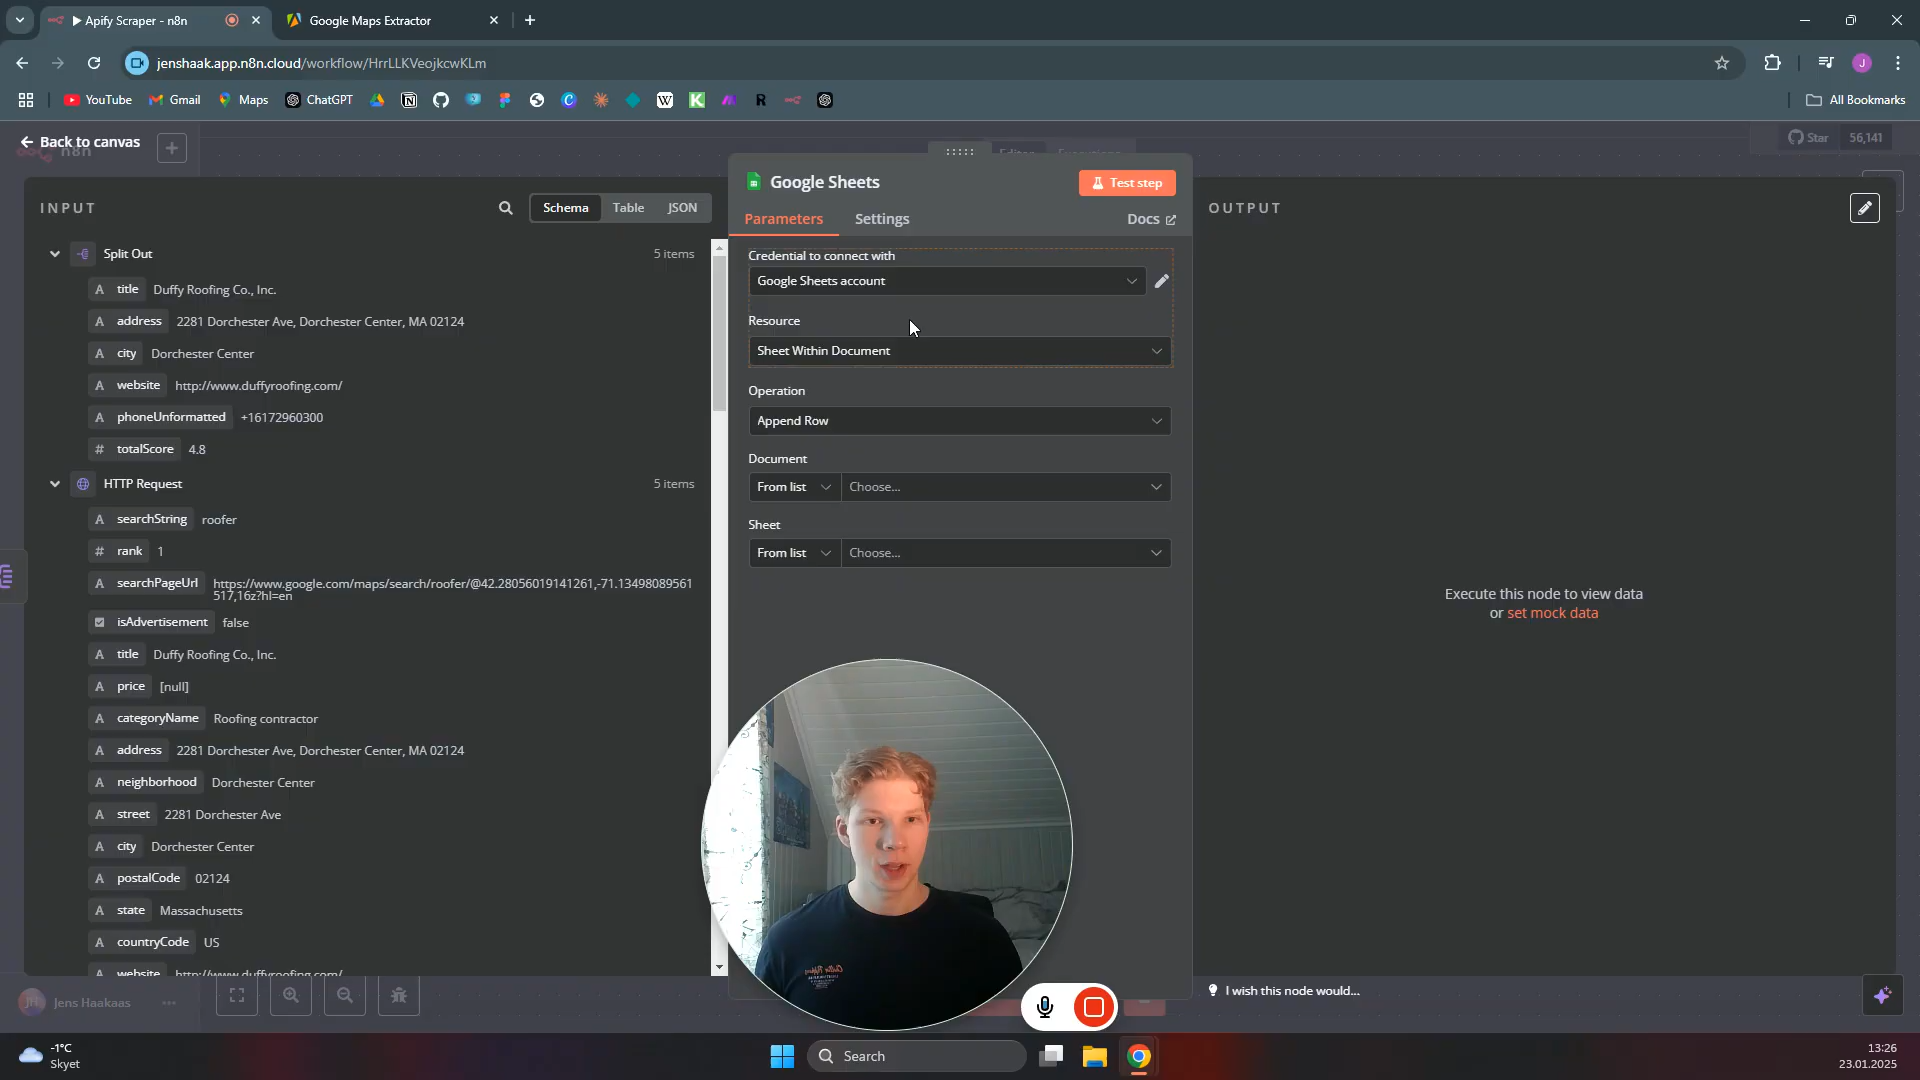 Apify Scraper - n8n
Google Maps Extractor
jenshaak.app.n8n.cloud/workflow/HrrLLKVeojkcwKLm
YouTube
Gmail
Maps
ChatGPT
All Bookmarks
Back to canvas
n8n
Editor
Executions
Star
56,141
INPUT
Schema
Table
JSON
Split Out
5 items
A title Duffy Roofing Co., Inc.
A address 2281 Dorchester Ave, Dorchester Center, MA 02124
A city Dorchester Center
A website http://www.duffyroofing.com/
A phoneUnformatted +16172960300
# totalScore 4.8
HTTP Request
5 items
A searchString roofer
# rank 1
A searchPageUrl https://www.google.com/maps/search/roofer/@42.28056019141261,-71.13498089561
517,16z?hl=en
isAdvertisement false
A title Duffy Roofing Co., Inc.
A price [null]
A categoryName Roofing contractor
A address 2281 Dorchester Ave, Dorchester Center, MA 02124
A neighborhood Dorchester Center
A street 2281 Dorchester Ave
A city Dorchester Center
A postalCode 02124
A state Massachusetts
A countryCode US
A website http://www.duffyroofing.com/
Google Sheets
Test step
Parameters
Settings
Docs
Credential to connect with
Google Sheets account
Resource
Sheet Within Document
Operation
Append Row
Document
From list
Choose...
Sheet
From list
Choose...
OUTPUT
Execute this node to view data
or set mock data
I wish this node would...
JH
Jens Haakaas
-1°C
Skyet
Search
13:26
23.01.2025